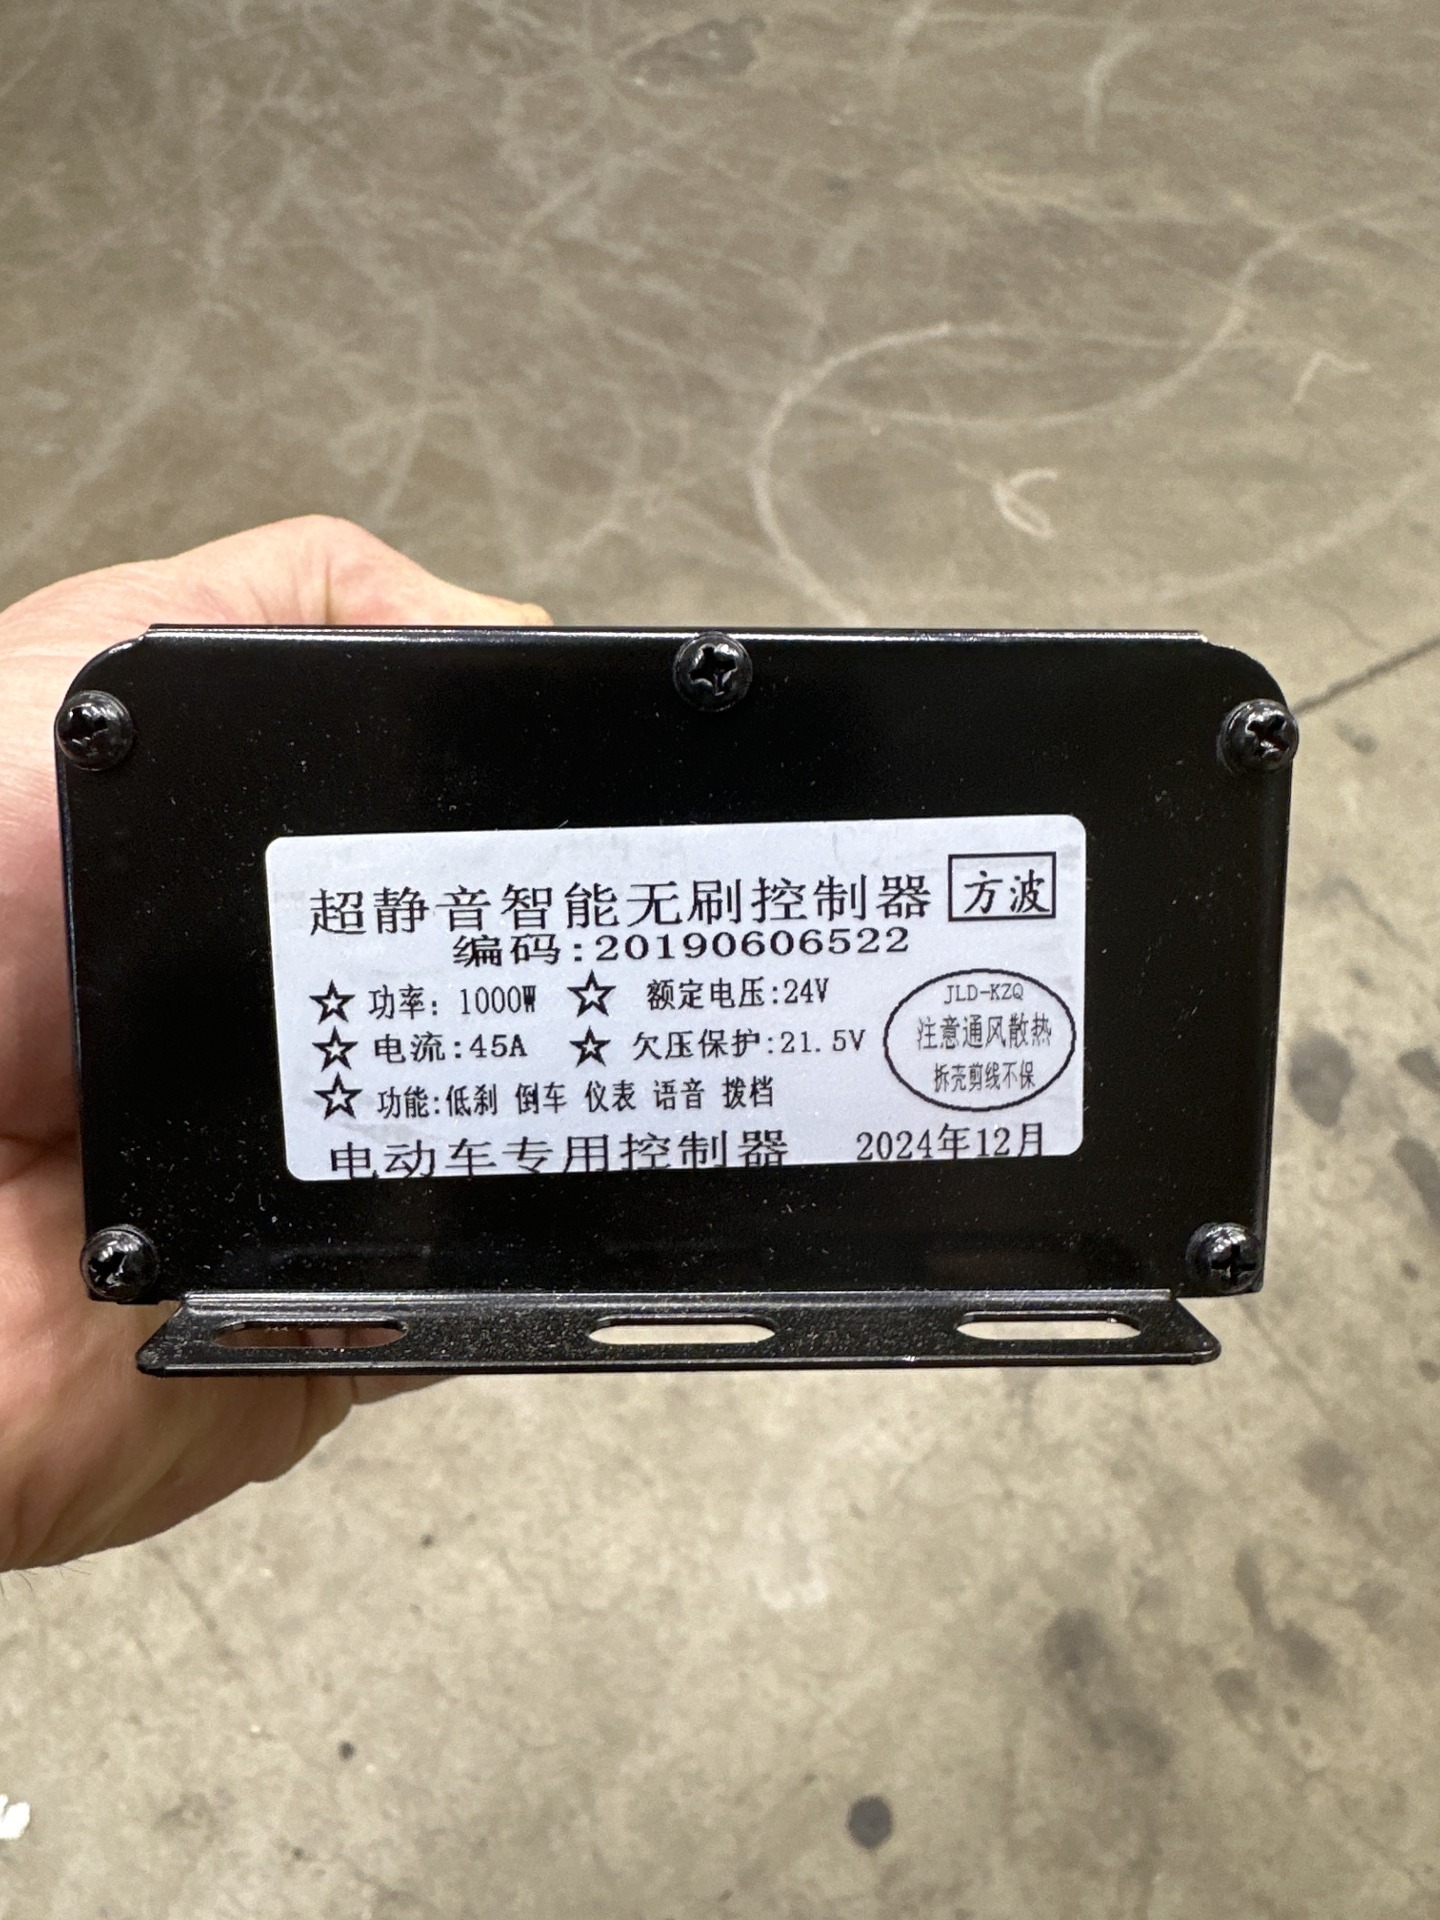 超静音智能无刷控制器 方波
编码:20190606522
☆功率: 1000W ☆ 额定电压:24V
☆电流:45A ☆ 欠压保护:21.5V
☆功能:低刹 倒车 仪表 语音 拨档
JLD-KZQ
注意通风散热
拆壳剪线不保
电动车专用控制器 2024年12月